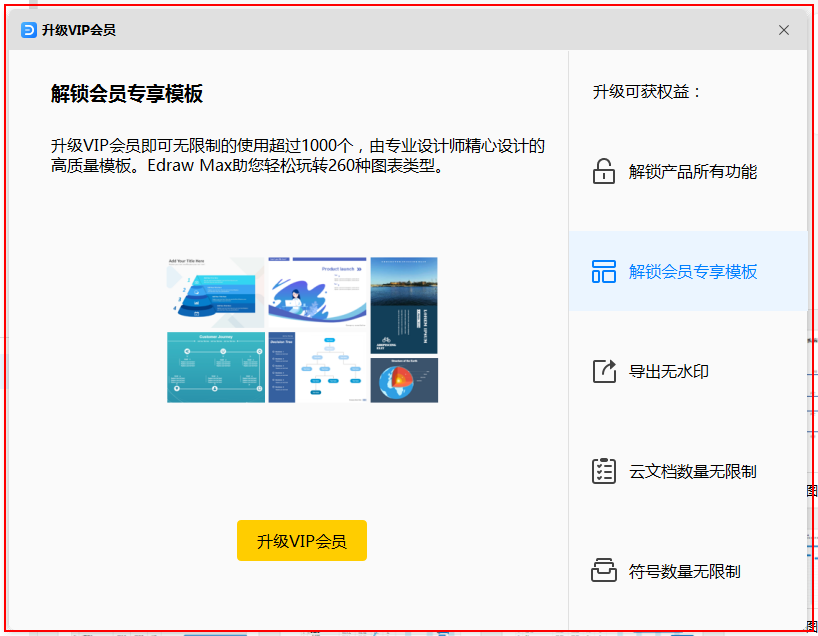 升级VIP会员
解锁会员专享模板
升级VIP会员即可无限制的使用超过1000个，由专业设计师精心设计的
高质量模板。Edraw Max助您轻松玩转260种图表类型。
Add Your Title Here
Product launch
Customer Journey
Decision Tree
升级VIP会员
升级可获权益：
解锁产品所有功能
解锁会员专享模板
导出无水印
云文档数量无限制
符号数量无限制
图
图